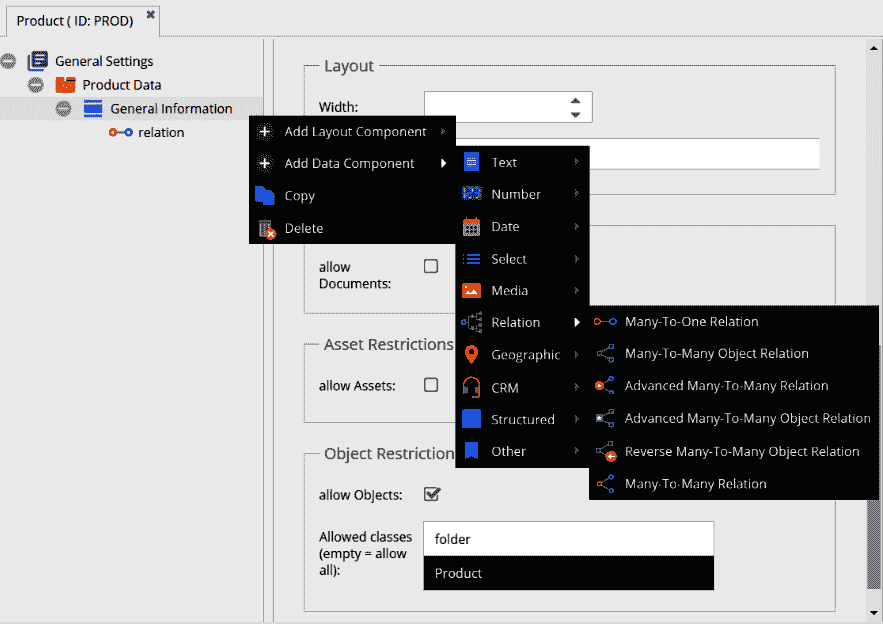 Product ( ID: PROD)
General Settings
Product Data
General Information
relation
Layout
Width:
Add Layout Component
Add Data Component
Copy
Delete
Text
Number
Date
Select
Media
Relation
Geographic
CRM
Structured
Other
Many-To-One Relation
Many-To-Many Object Relation
Advanced Many-To-Many Relation
Advanced Many-To-Many Object Relation
Reverse Many-To-Many Object Relation
Many-To-Many Relation
allow
Documents:
Asset Restrictions
allow Assets:
Object Restriction
allow Objects:
Allowed classes
(empty = allow
all):
folder
Product